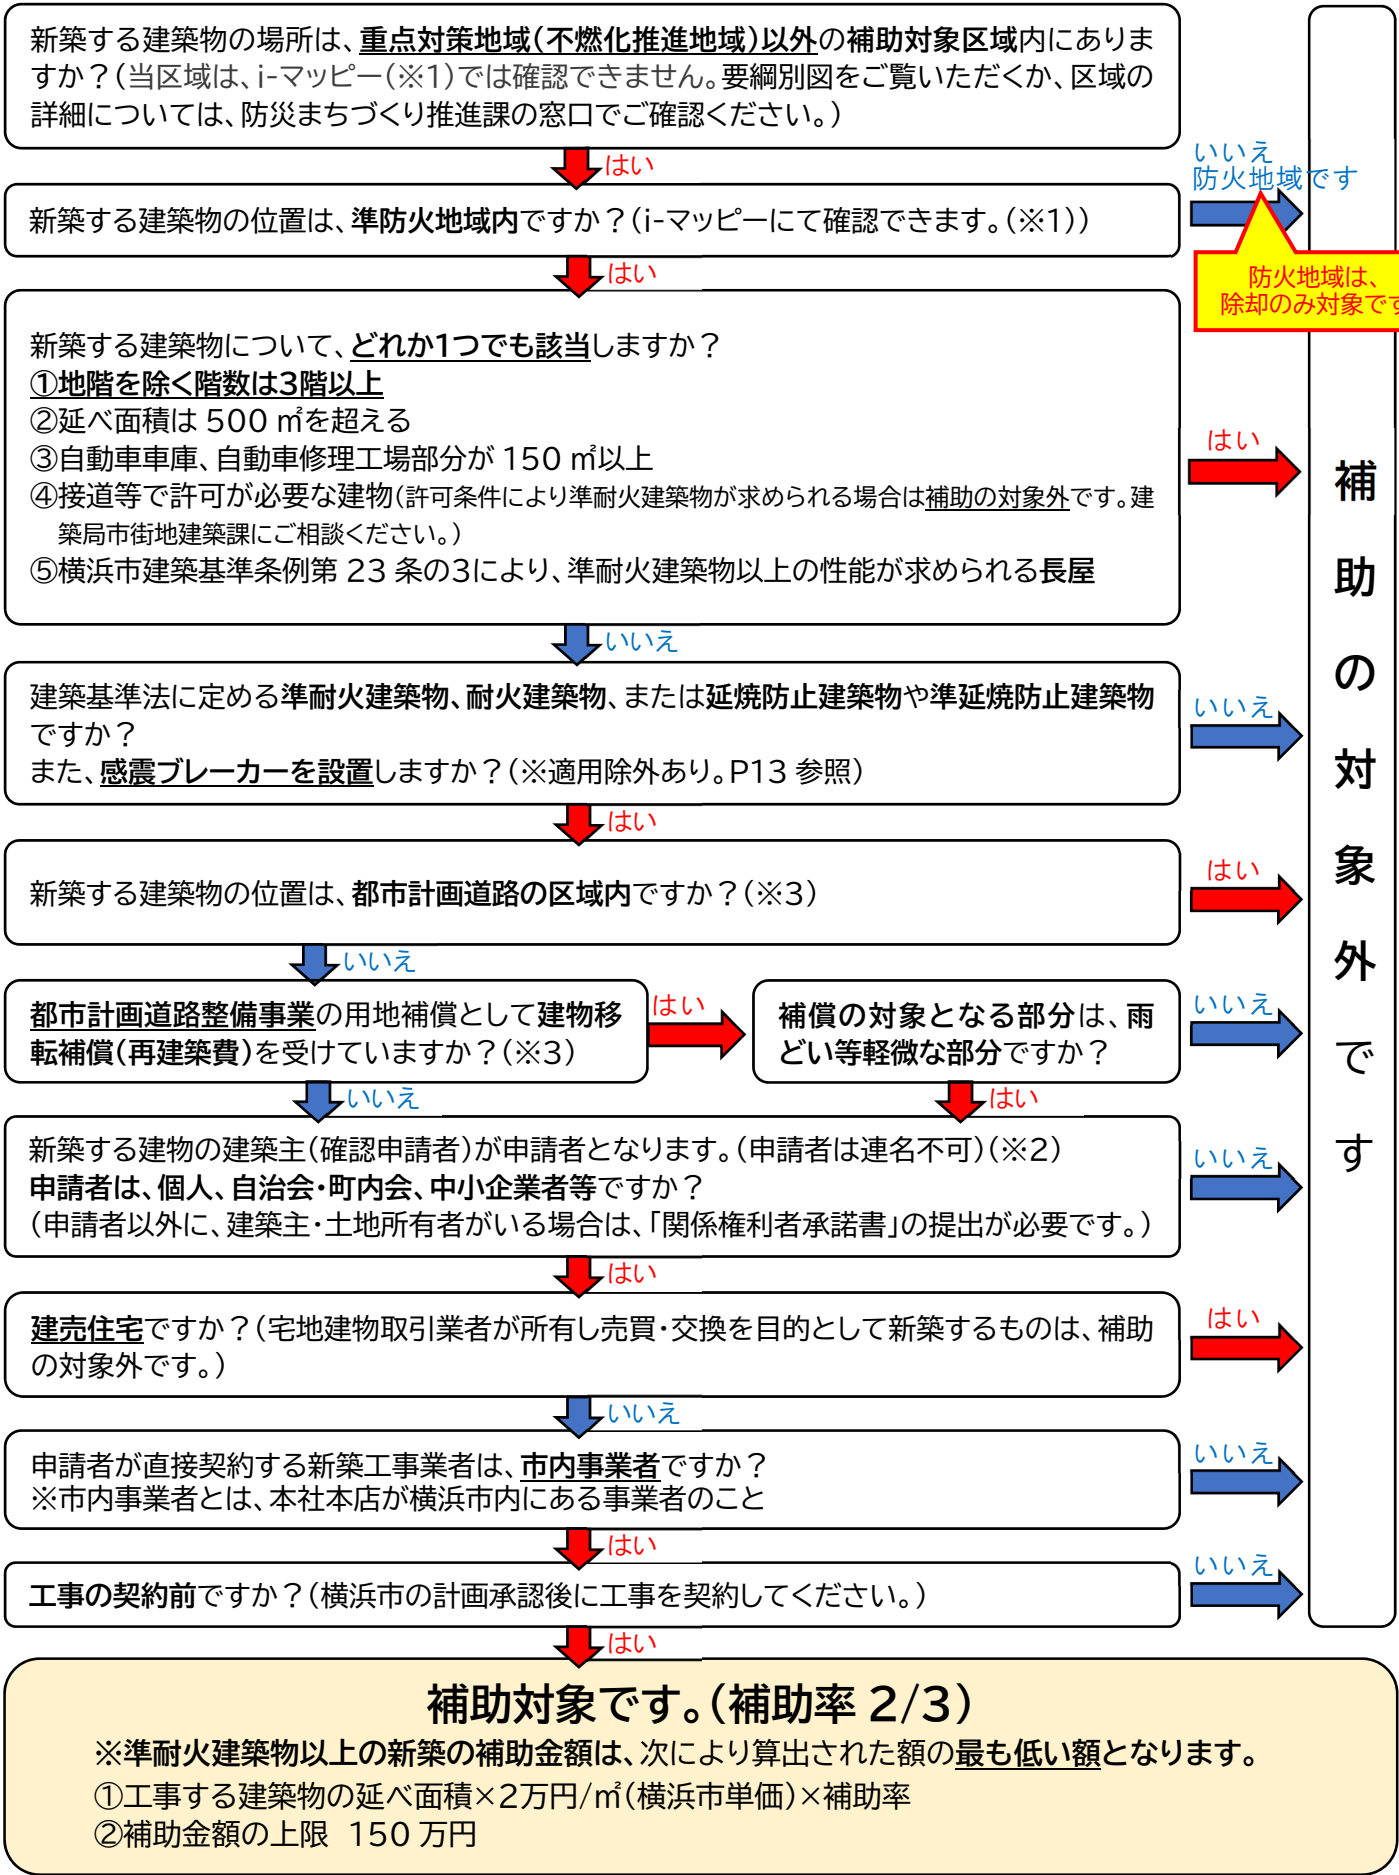 新築する建築物の場所は、重点対策地域(不燃化推進地域)以外の補助対象区域内にありま
すか?(当区域は、i-マッピー(※1)では確認できません。要綱別図をご覧いただくか、区域の
詳細については、防災まちづくり推進課の窓口でご確認ください。)
はい
いいえ
防火地域です
新築する建築物の位置は、準防火地域内ですか?(i-マッピーにて確認できます。(※1))
防火地域は、
除却のみ対象です
はい
新築する建築物について、どれか1つでも該当しますか?
①地階を除く階数は3階以上
②延べ面積は 500 ㎡を超える
③自動車車庫、自動車修理工場部分が 150 ㎡以上
④接道等で許可が必要な建物(許可条件により準耐火建築物が求められる場合は補助の対象外です。建
築局市街地建築課にご相談ください。)
⑤横浜市建築基準条例第 23 条の3により、準耐火建築物以上の性能が求められる長屋
はい
いいえ
建築基準法に定める準耐火建築物、耐火建築物、または延焼防止建築物や準延焼防止建築物
ですか?
また、感震ブレーカーを設置しますか?(※適用除外あり。P13 参照)
いいえ
はい
新築する建築物の位置は、都市計画道路の区域内ですか?(※3)
はい
いいえ
都市計画道路整備事業の用地補償として建物移
転補償(再建築費)を受けていますか?(※3)
はい
補償の対象となる部分は、雨
どい等軽微な部分ですか?
いいえ
いいえ
はい
新築する建物の建築主(確認申請者)が申請者となります。(申請者は連名不可)(※2)
申請者は、個人、自治会・町内会、中小企業者等ですか?
(申請者以外に、建築主・土地所有者がいる場合は、「関係権利者承諾書」の提出が必要です。)
いいえ
はい
建売住宅ですか?(宅地建物取引業者が所有し売買・交換を目的として新築するものは、補助
の対象外です。)
はい
いいえ
申請者が直接契約する新築工事業者は、市内事業者ですか?
※市内事業者とは、本社本店が横浜市内にある事業者のこと
いいえ
はい
工事の契約前ですか?(横浜市の計画承認後に工事を契約してください。)
いいえ
はい
補助の対象外です
補助対象です。(補助率 2/3)
※準耐火建築物以上の新築の補助金額は、次により算出された額の最も低い額となります。
①工事する建築物の延べ面積×2万円/㎡(横浜市単価)×補助率
②補助金額の上限 150 万円